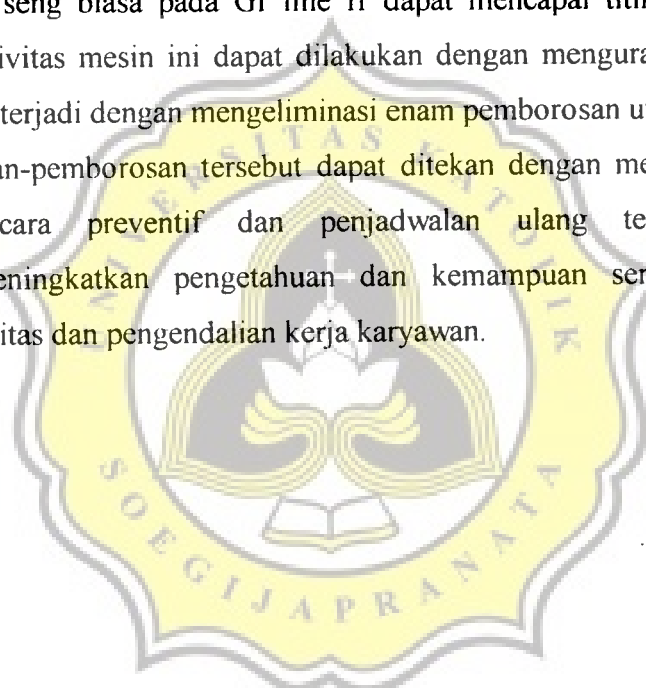 seng biasa pada GI line II dapat mencapai titi
ivitas mesin ini dapat dilakukan dengan mengura
terjadi dengan mengeliminasi enam pemborosan u
an-pemborosan tersebut dapat ditekan dengan me
cara preventif dan penjadwalan ulang te
eningkatkan pengetahuan dan kemampuan ser
itas dan pengendalian kerja karyawan.
UNIVERSITAS KATOLIK
SOEGIJAPRANATA